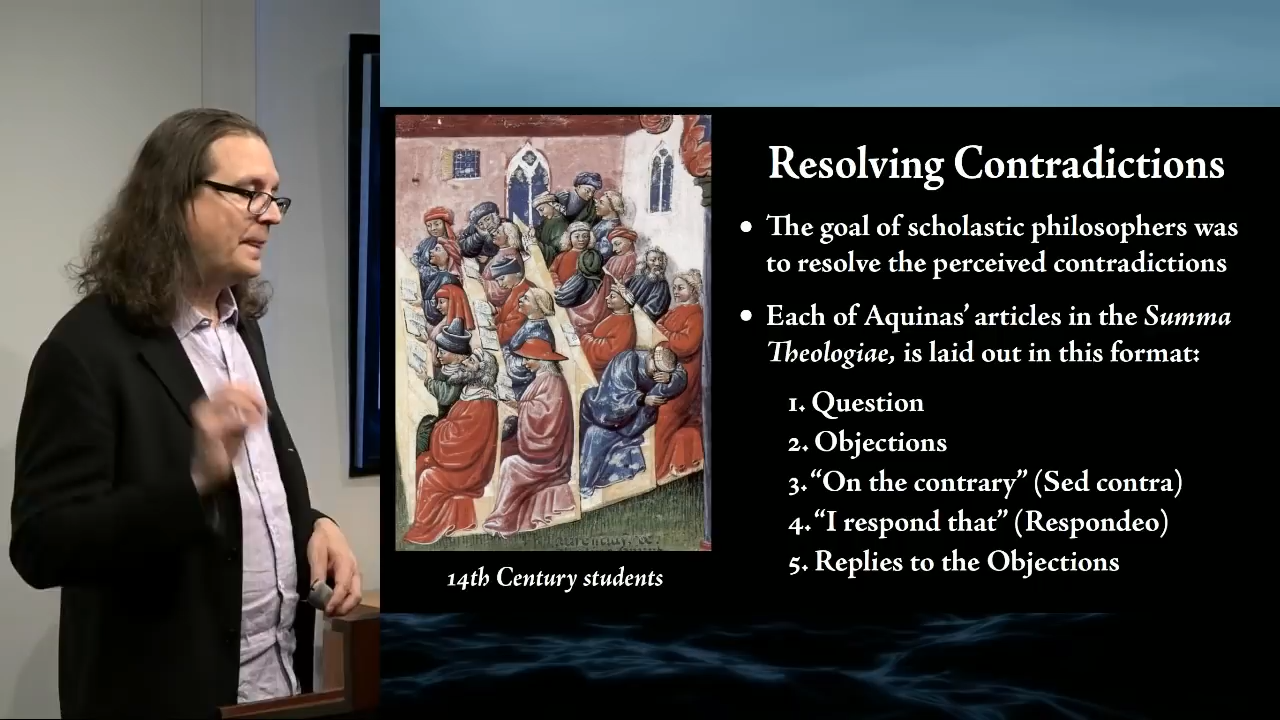 Resolving Contradictions
• The goal of scholastic philosophers was
to resolve the perceived contradictions
• Each of Aquinas’ articles in the Summa
Theologiae, is laid out in this format:
1. Question
2. Objections
3. “On the contrary” (Sed contra)
4. “I respond that” (Respondeo)
5. Replies to the Objections
14th Century students